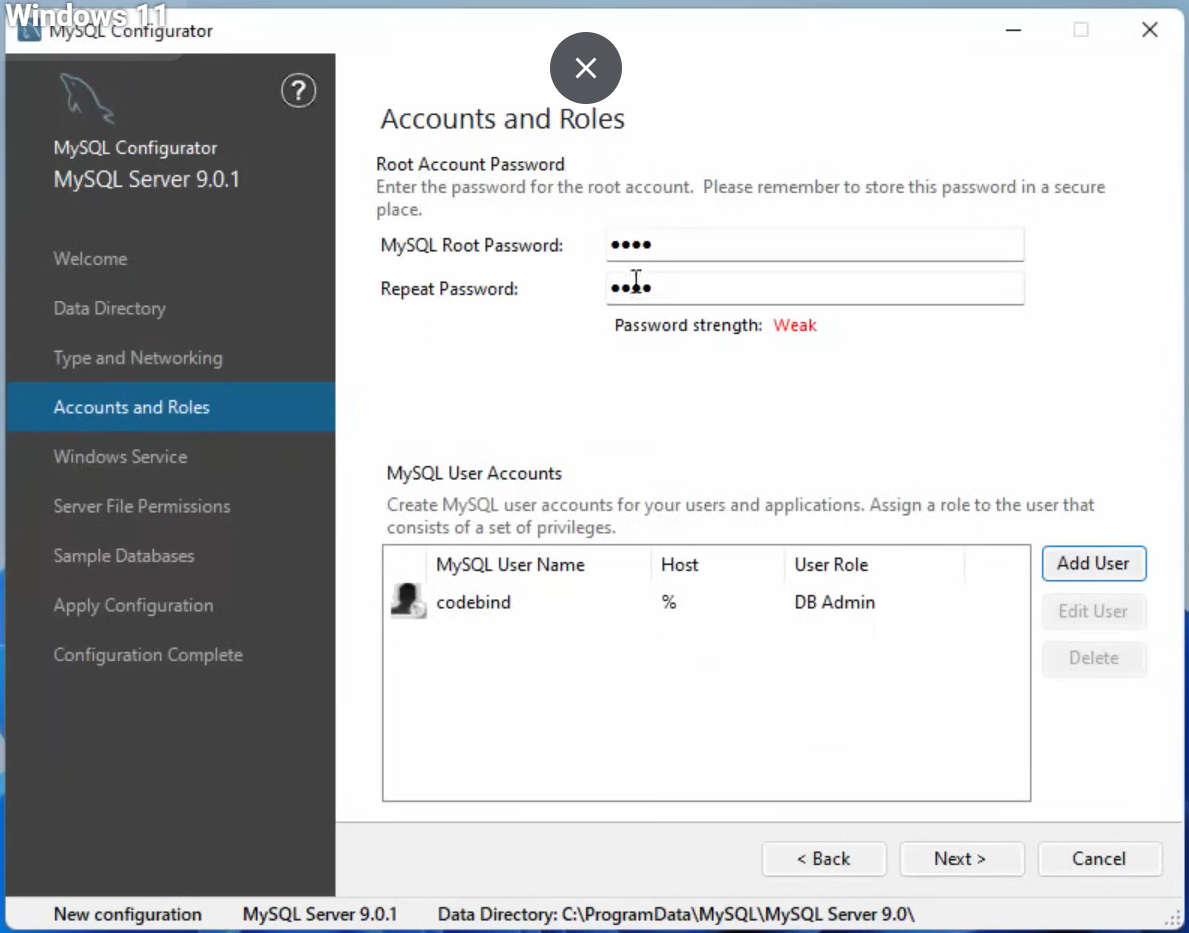 Windows 11
MySQL Configurator
?
MySQL Configurator
MySQL Server 9.0.1
Welcome
Data Directory
Type and Networking
Accounts and Roles
Windows Service
Server File Permissions
Sample Databases
Apply Configuration
Configuration Complete
Accounts and Roles
Root Account Password
Enter the password for the root account.  Please remember to store this password in a secure
place.
MySQL Root Password: ••••
Repeat Password: ••••
Password strength: Weak
MySQL User Accounts
Create MySQL user accounts for your users and applications. Assign a role to the user that
consists of a set of privileges.
MySQL User Name Host User Role
codebind % DB Admin
Add User
Edit User
Delete
< Back Next > Cancel
New configuration MySQL Server 9.0.1 Data Directory: C:\ProgramData\MySQL\MySQL Server 9.0\